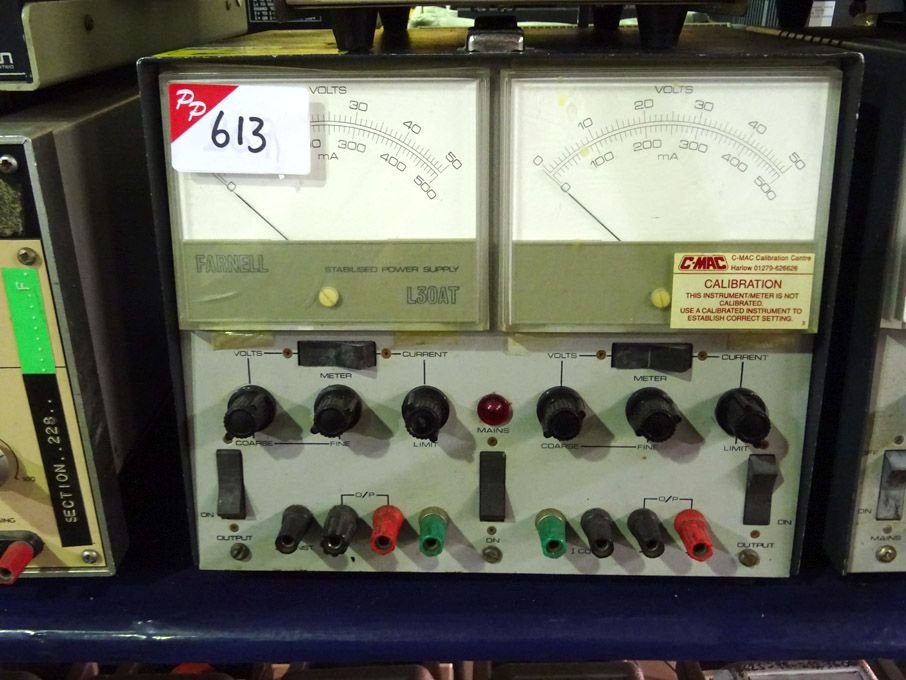 PP
613
VOLTS
30
40
50
mA
300
400
500
0
FARNELL
STABILISED POWER SUPPLY
L30AT
VOLTS
0
10
20
30
40
50
mA
0
100
200
300
400
500
C-MAC
C-MAC Calibration Centre
Harlow 01279-626626
CALIBRATION
THIS INSTRUMENT/METER IS NOT
CALIBRATED.
USE A CALIBRATED INSTRUMENT TO
ESTABLISH CORRECT SETTING.
VOLTS
CURRENT
METER
COARSE
FINE
LIMIT
MAINS
VOLTS
CURRENT
METER
COARSE
FINE
LIMIT
ON
OUTPUT
O/P
ON
O/P
ON
OUTPUT
F
SECTION..228..
MAINS
ON